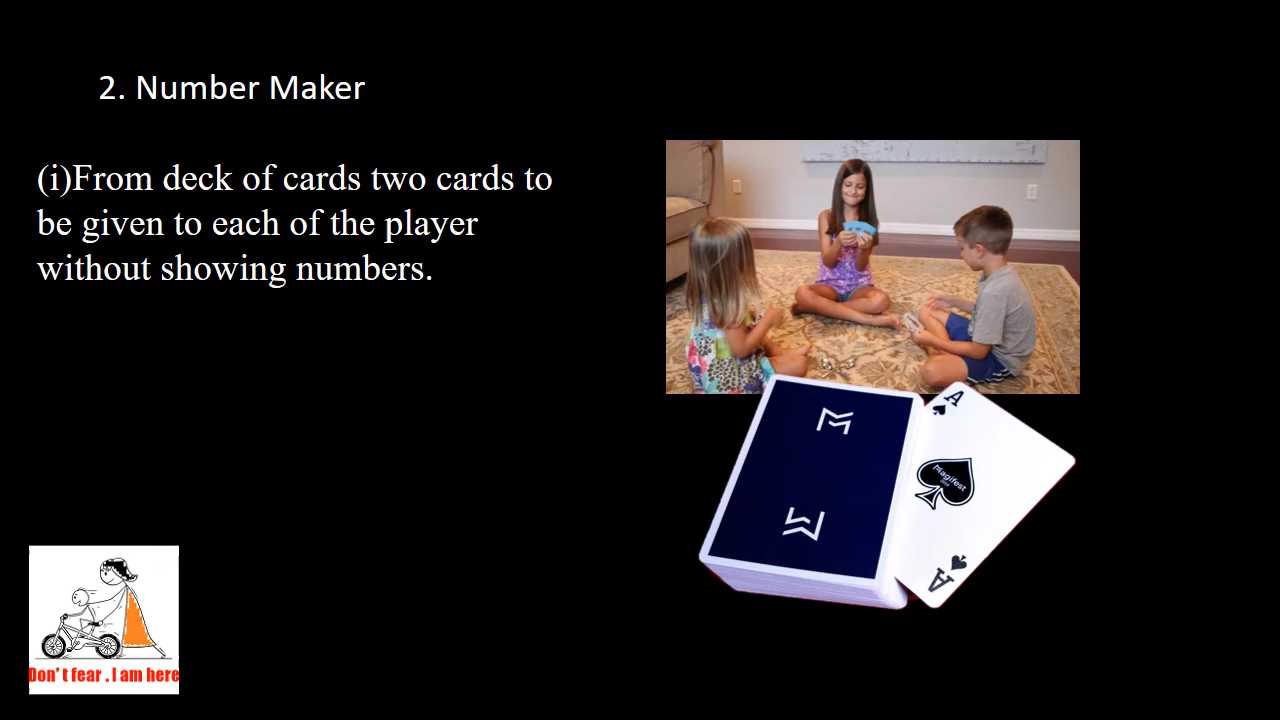 2. Number Maker
(i)From deck of cards two cards to
be given to each of the player
without showing numbers.
A
Magifest
A
Don't fear . I am here